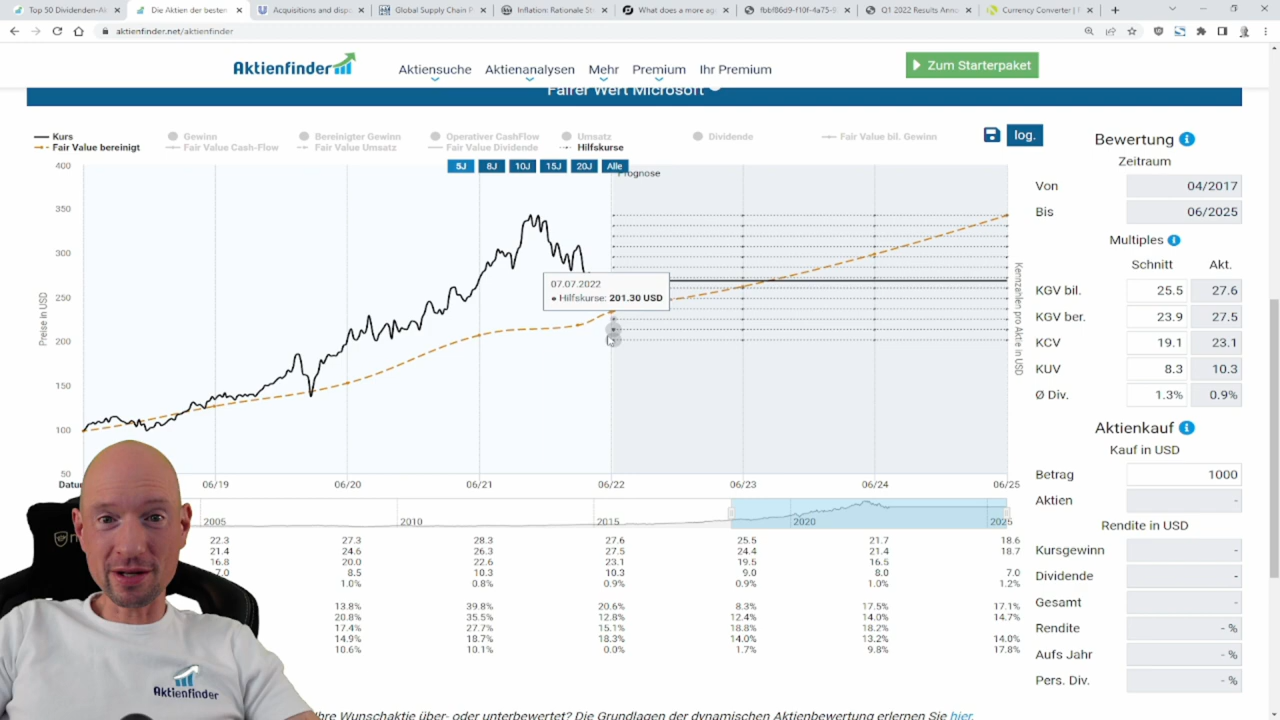 Top 50 Dividenden-Ak
Die Aktien der besten
Acquisitions and dispo
Global Supply Chain P
Inflation: Rationale St
What does a more ag
fbbf86d9-f10f-4a75-9
Q1 2022 Results Anno
Currency Converter | F
aktienfinder.net/aktienfinder
Aktienfinder
Aktiensuche Aktienanalysen Mehr Premium Ihr Premium
Zum Starterpaket
Fairer Wert Microsoft
Kurs Gewinn Bereinigter Gewinn Operativer CashFlow Umsatz Dividende Fair Value bil. Gewinn
Fair Value bereinigt Fair Value Cash-Flow Fair Value Umsatz Fair Value Dividende Hilfskurse
log.
5J 8J 10J 15J 20J Alle
Prognose
400
350
300
250
200
150
100
50
Preise in USD
Kennzahlen pro Aktie in USD
07.07.2022
Hilfskurse: 201.30 USD
Datu 06/19 06/20 06/21 06/22 06/23 06/24 06/25
2005 2010 2015 2020 2025
22.3 27.3 28.3 27.6 25.5 21.7 18.6
21.4 24.6 26.3 27.5 24.4 21.4 18.7
16.8 20.0 22.6 23.1 19.5 16.5
7.0 8.5 10.3 10.3 9.0 8.0 7.0
1.0% 0.8% 0.9% 0.9% 1.0% 1.2%
13.8% 39.8% 20.6% 8.3% 17.5% 17.1%
20.8% 35.5% 12.8% 12.4% 14.0% 14.7%
17.4% 27.7% 15.1% 18.8% 18.2%
14.9% 18.7% 18.3% 14.0% 13.2% 14.0%
10.6% 10.1% 0.0% 1.7% 9.8% 17.8%
Bewertung
Zeitraum
Von 04/2017
Bis 06/2025
Multiples
Schnitt Akt.
KGV bil. 25.5 27.6
KGV ber. 23.9 27.5
KCV 19.1 23.1
KUV 8.3 10.3
Ø Div. 1.3% 0.9%
Aktienkauf
Kauf in USD
Betrag 1000
Aktien -
Rendite in USD
Kursgewinn -
Dividende -
Gesamt -
Rendite - %
Aufs Jahr - %
Pers. Div. - %
Aktienfinder
Ihre Wunschaktie über- oder unterbewertet? Die Grundlagen der dynamischen Aktienbewertung erlernen Sie hier.